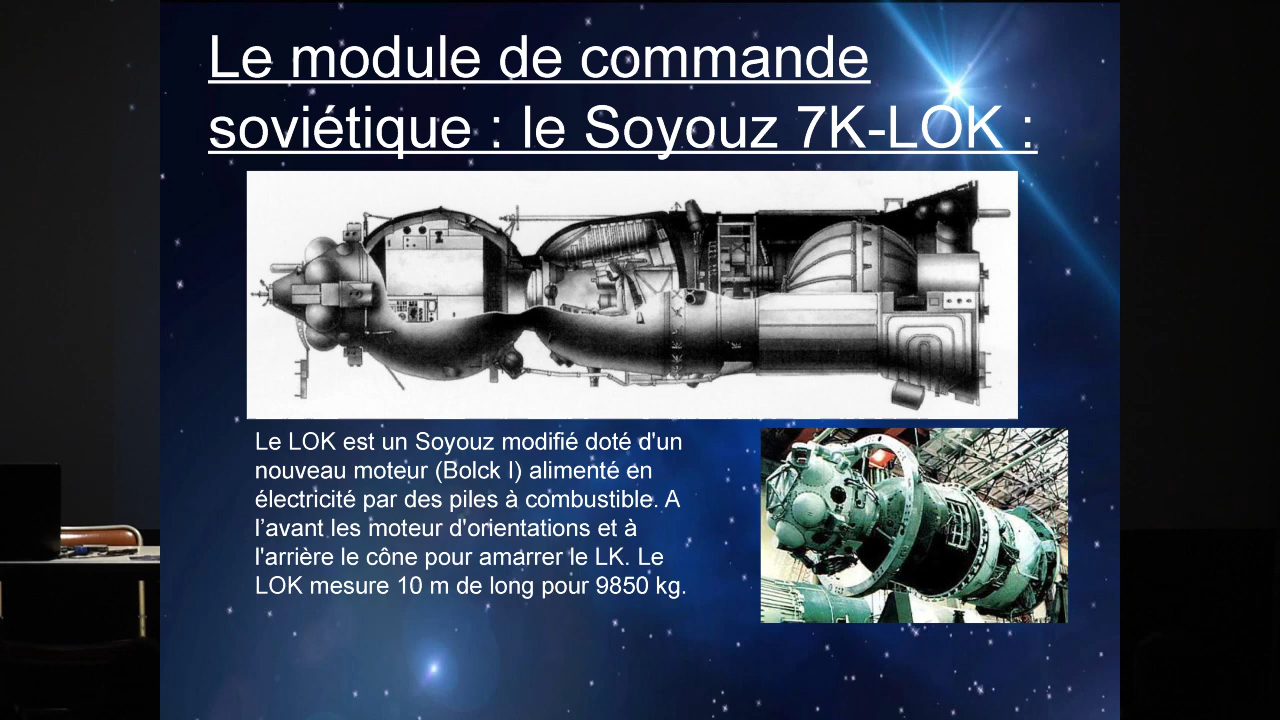 Le module de commande
soviétique : le Soyouz 7K-LOK :
Le LOK est un Soyouz modifié doté d'un
nouveau moteur (Bolck I) alimenté en
électricité par des piles à combustible. A
l’avant les moteur d'orientations et à
l'arrière le cône pour amarrer le LK. Le
LOK mesure 10 m de long pour 9850 kg.